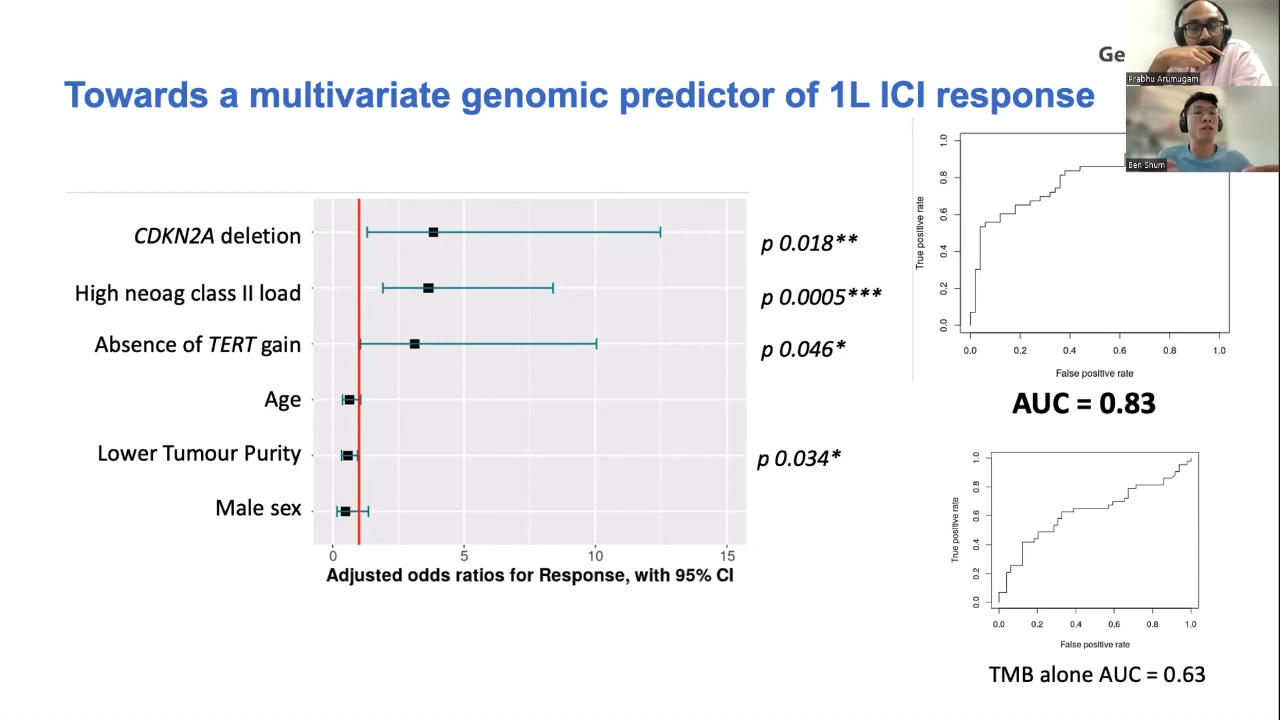 Ge
Prabhu Arumugam
Towards a multivariate genomic predictor of 1L ICI response
Ben Shum
CDKN2A deletion
p 0.018**
High neoag class II load
p 0.0005***
Absence of TERT gain
p 0.046*
Age
Lower Tumour Purity
p 0.034*
Male sex
0 5 10 15
Adjusted odds ratios for Response, with 95% CI
True positive rate
1.0
0.8
0.6
0.4
0.2
0.0
0.0 0.2 0.4 0.6 0.8 1.0
False positive rate
AUC = 0.83
True positive rate
1.0
0.8
0.6
0.4
0.2
0.0
0.0 0.2 0.4 0.6 0.8 1.0
False positive rate
TMB alone AUC = 0.63